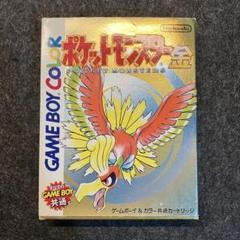 Nintendo
ポケットモンスター金
POCKET MONSTERS
GAME BOY COLOR
GAME BOY
共通
ゲームボーイ&カラー共通カートリッジ